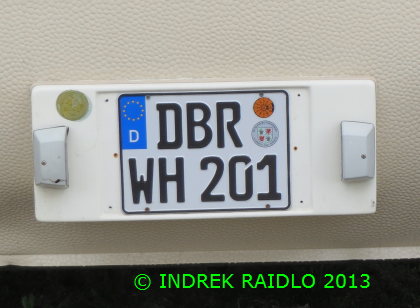 DBR
D
WH 201
© INDREK RAIDLO 2013